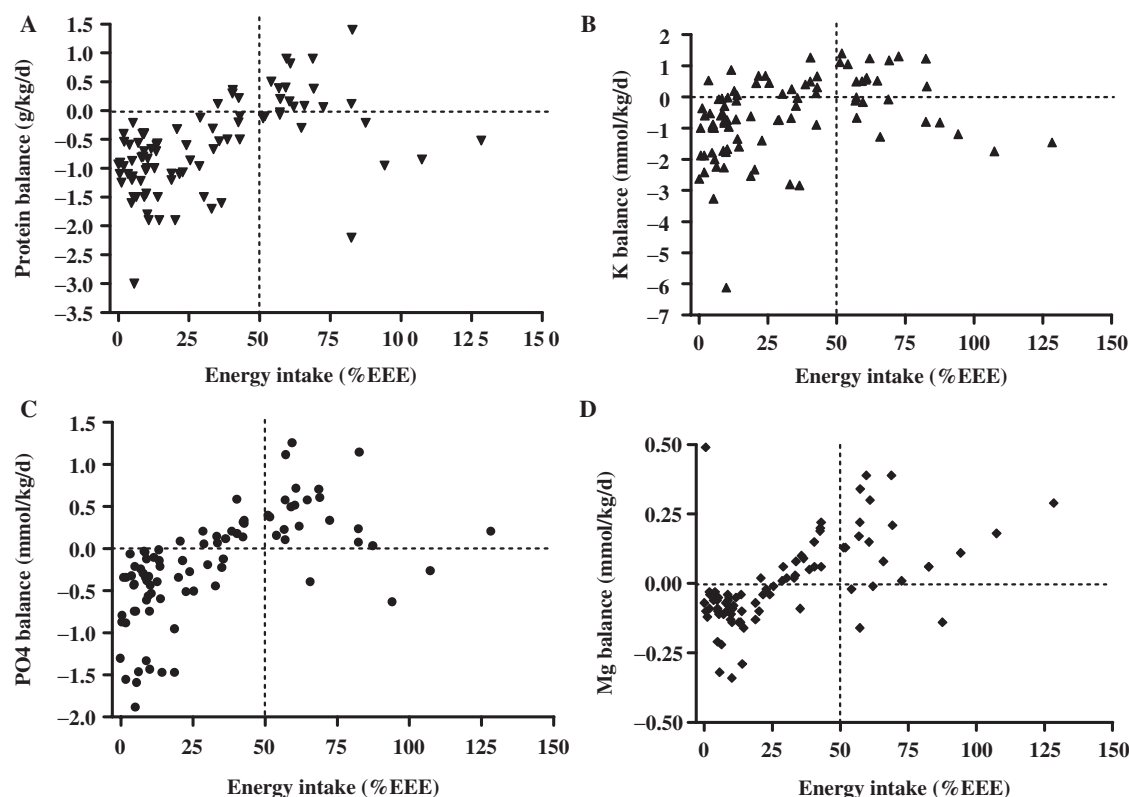 A
Protein balance (g/kg/d)
1.5
1.0
0.5
0.0
−0.5
−1.0
−1.5
−2.0
−2.5
−3.0
−3.5
0 25 50 75 10 0 12 5 15 0
Energy intake (%EEE)
B
K balance (mmol/kg/d)
2
1
0
−1
−2
−3
−4
−5
−6
−7
0 25 50 75 100 125 150
Energy intake (%EEE)
C
PO4 balance (mmol/kg/d)
1.5
1.0
0.5
0.0
−0.5
−1.0
−1.5
−2.0
0 25 50 75 100 125 150
Energy intake (%EEE)
D
Mg balance (mmol/kg/d)
0.50
0.25
0.00
−0.25
−0.50
0 25 50 75 100 125 150
Energy intake (%EEE)